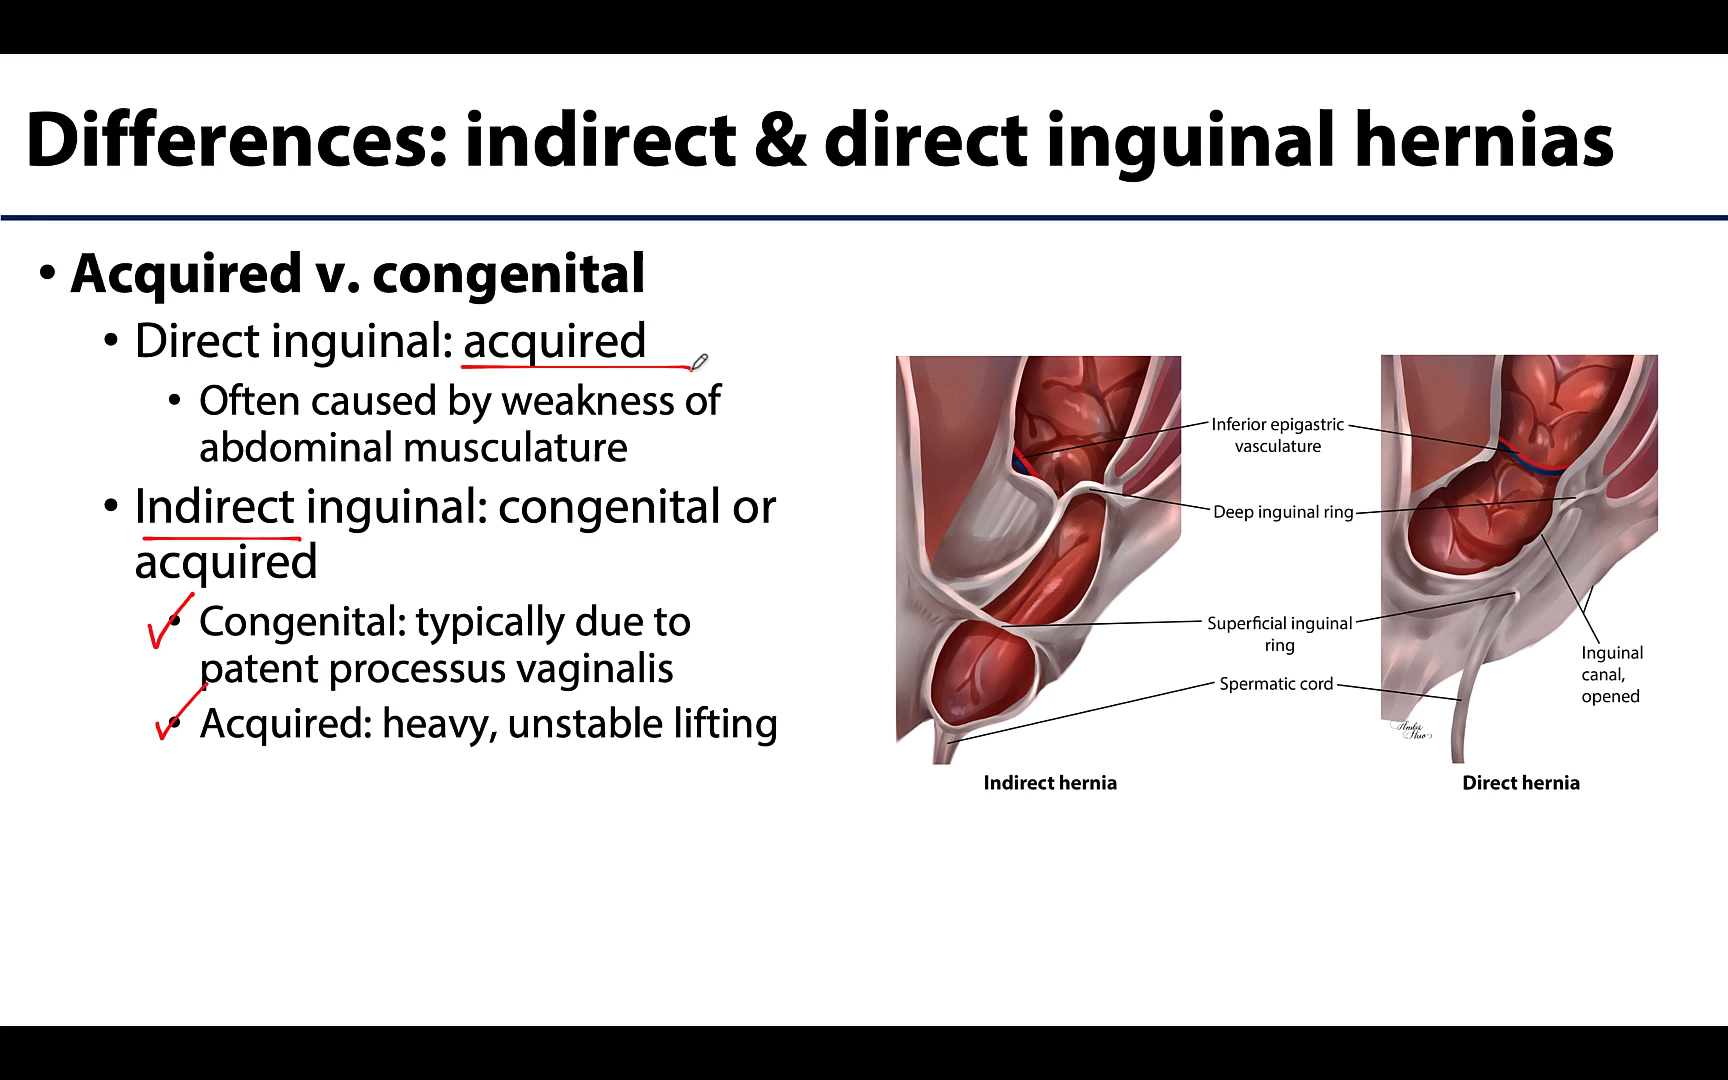 Differences: indirect & direct inguinal hernias
• Acquired v. congenital
• Direct inguinal: acquired
• Often caused by weakness of
abdominal musculature
• Indirect inguinal: congenital or
acquired
• Congenital: typically due to
patent processus vaginalis
• Acquired: heavy, unstable lifting
Inferior epigastric
vasculature
Deep inguinal ring
Superficial inguinal
ring
Spermatic cord
Inguinal
canal,
opened
Indirect hernia
Direct hernia